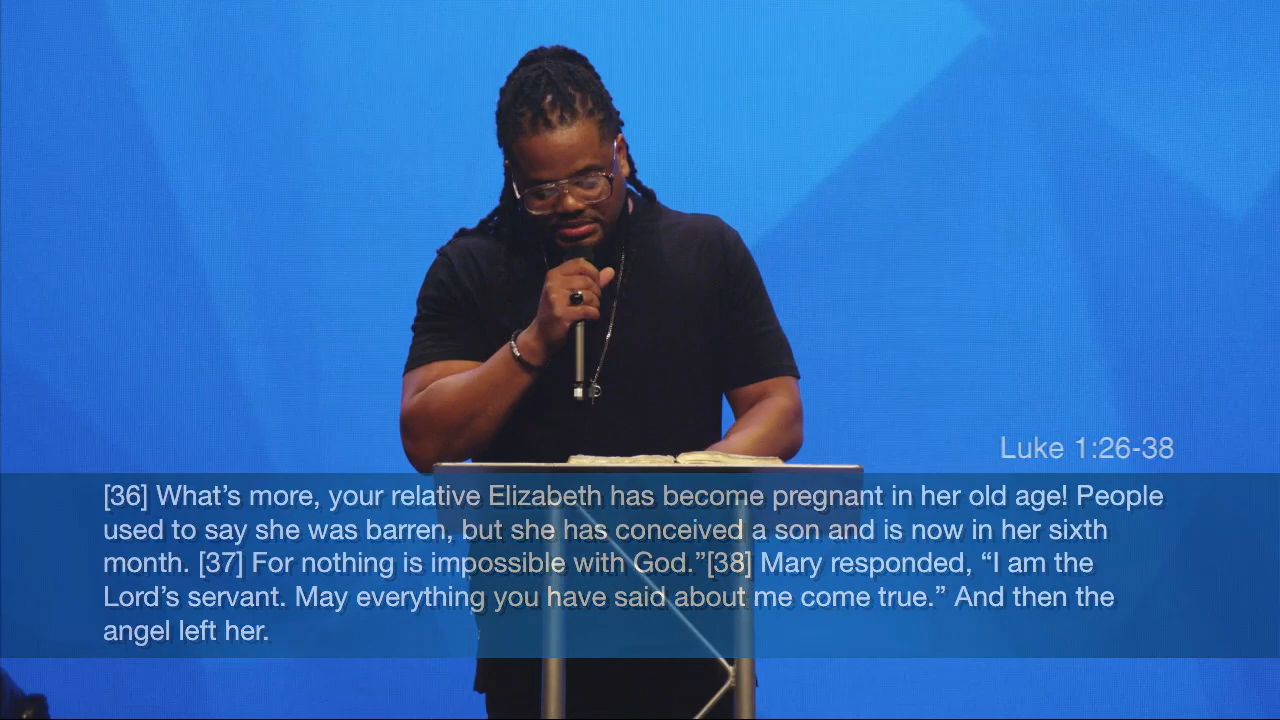 Luke 1:26-38
[36] What’s more, your relative Elizabeth has become pregnant in her old age! People
used to say she was barren, but she has conceived a son and is now in her sixth
month. [37] For nothing is impossible with God.”[38] Mary responded, “I am the
Lord’s servant. May everything you have said about me come true.” And then the
angel left her.